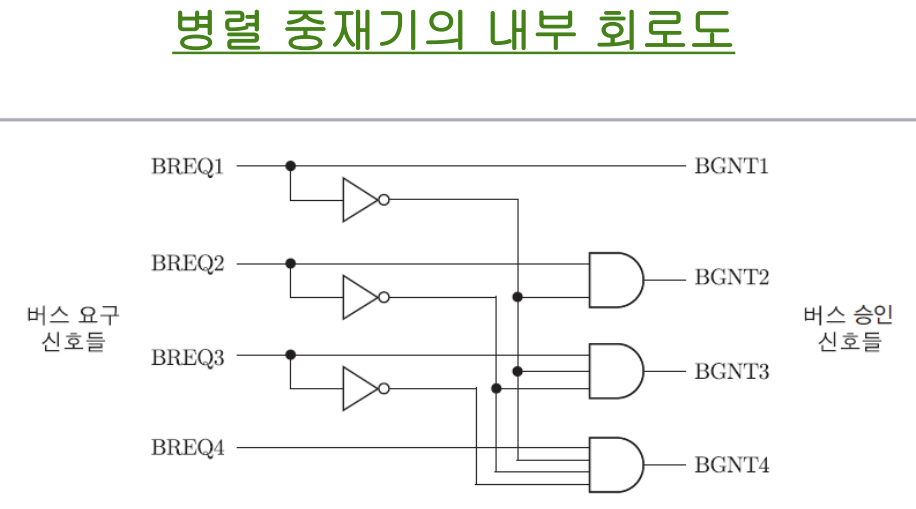 병렬 중재기의 내부 회로도
BREQ1
BGNT1
BREQ2
BGNT2
버스 요구
신호들
버스 승인
신호들
BREQ3
BGNT3
BREQ4
BGNT4